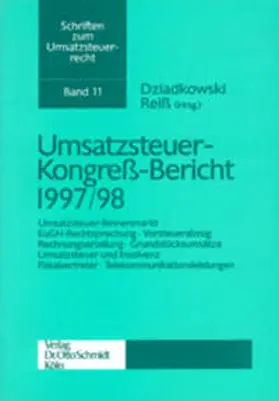 Schriften
zum
Umsatzsteuer-
recht
Band 11
Dziadkowski
Reiß (Hrsg.)
Umsatzsteuer-
Kongreß-Bericht
1997/98
Umsatzsteuer-Binnenmarkt
EuGH-Rechtsprechung · Vorsteuerabzug
Rechnungserteilung · Grundstücksumsätze
Umsatzsteuer und Insolvenz
Fiskalvertreter · Telekommunikationsleistungen
Verlag
Dr. Otto Schmidt
Köln